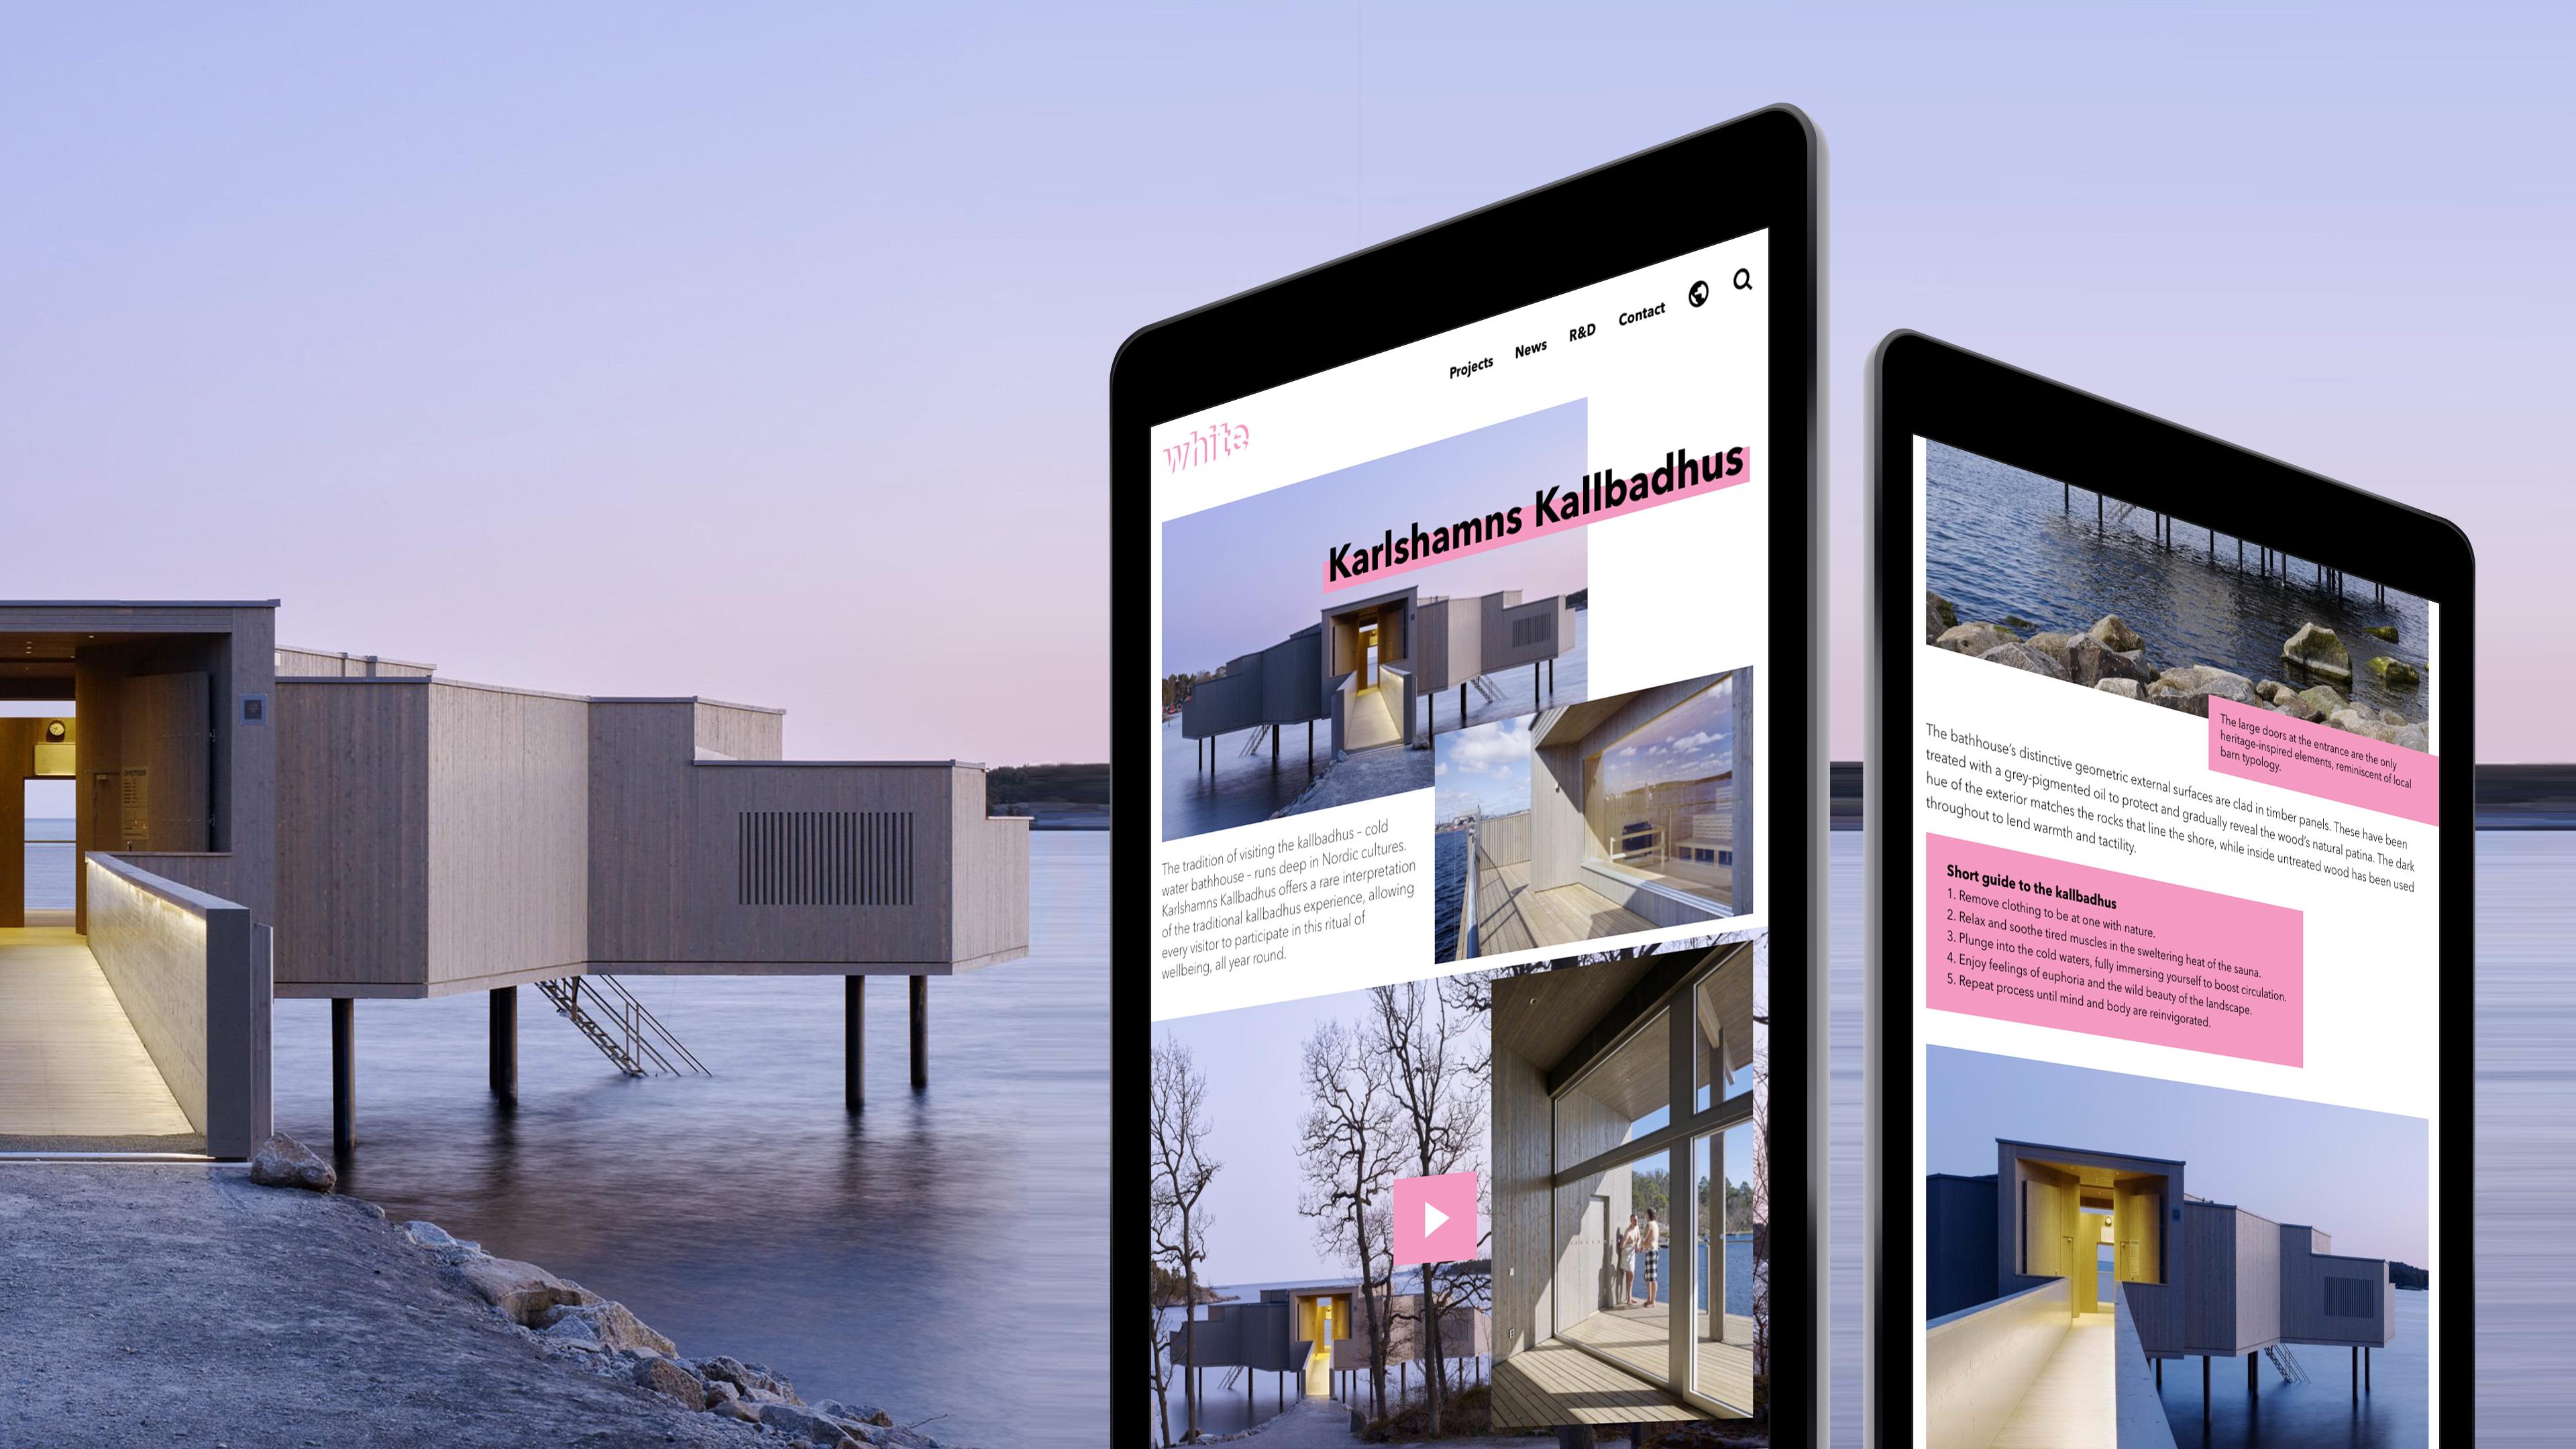 Projects News R&D Contact
white
Karlshamns Kallbadhus
The tradition of visiting the kallbadhus – cold
water bathhouse – runs deep in Nordic cultures.
Karlshamns Kallbadhus offers a rare interpretation
of the traditional kallbadhus experience, allowing
every visitor to participate in this ritual of
wellbeing, all year round.
The large doors at the entrance are the only
heritage-inspired elements, reminiscent of local
barn typology.
The bathhouse's distinctive geometric external surfaces are clad in timber panels. These have been
treated with a grey-pigmented oil to protect and gradually reveal the wood's natural patina. The dark
hue of the exterior matches the rocks that line the shore, while inside untreated wood has been used
throughout to lend warmth and tactility.
Short guide to the kallbadhus
1. Remove clothing to be at one with nature.
2. Relax and soothe tired muscles in the sweltering heat of the sauna.
3. Plunge into the cold waters, fully immersing yourself to boost circulation.
4. Enjoy feelings of euphoria and the wild beauty of the landscape.
5. Repeat process until mind and body are reinvigorated.